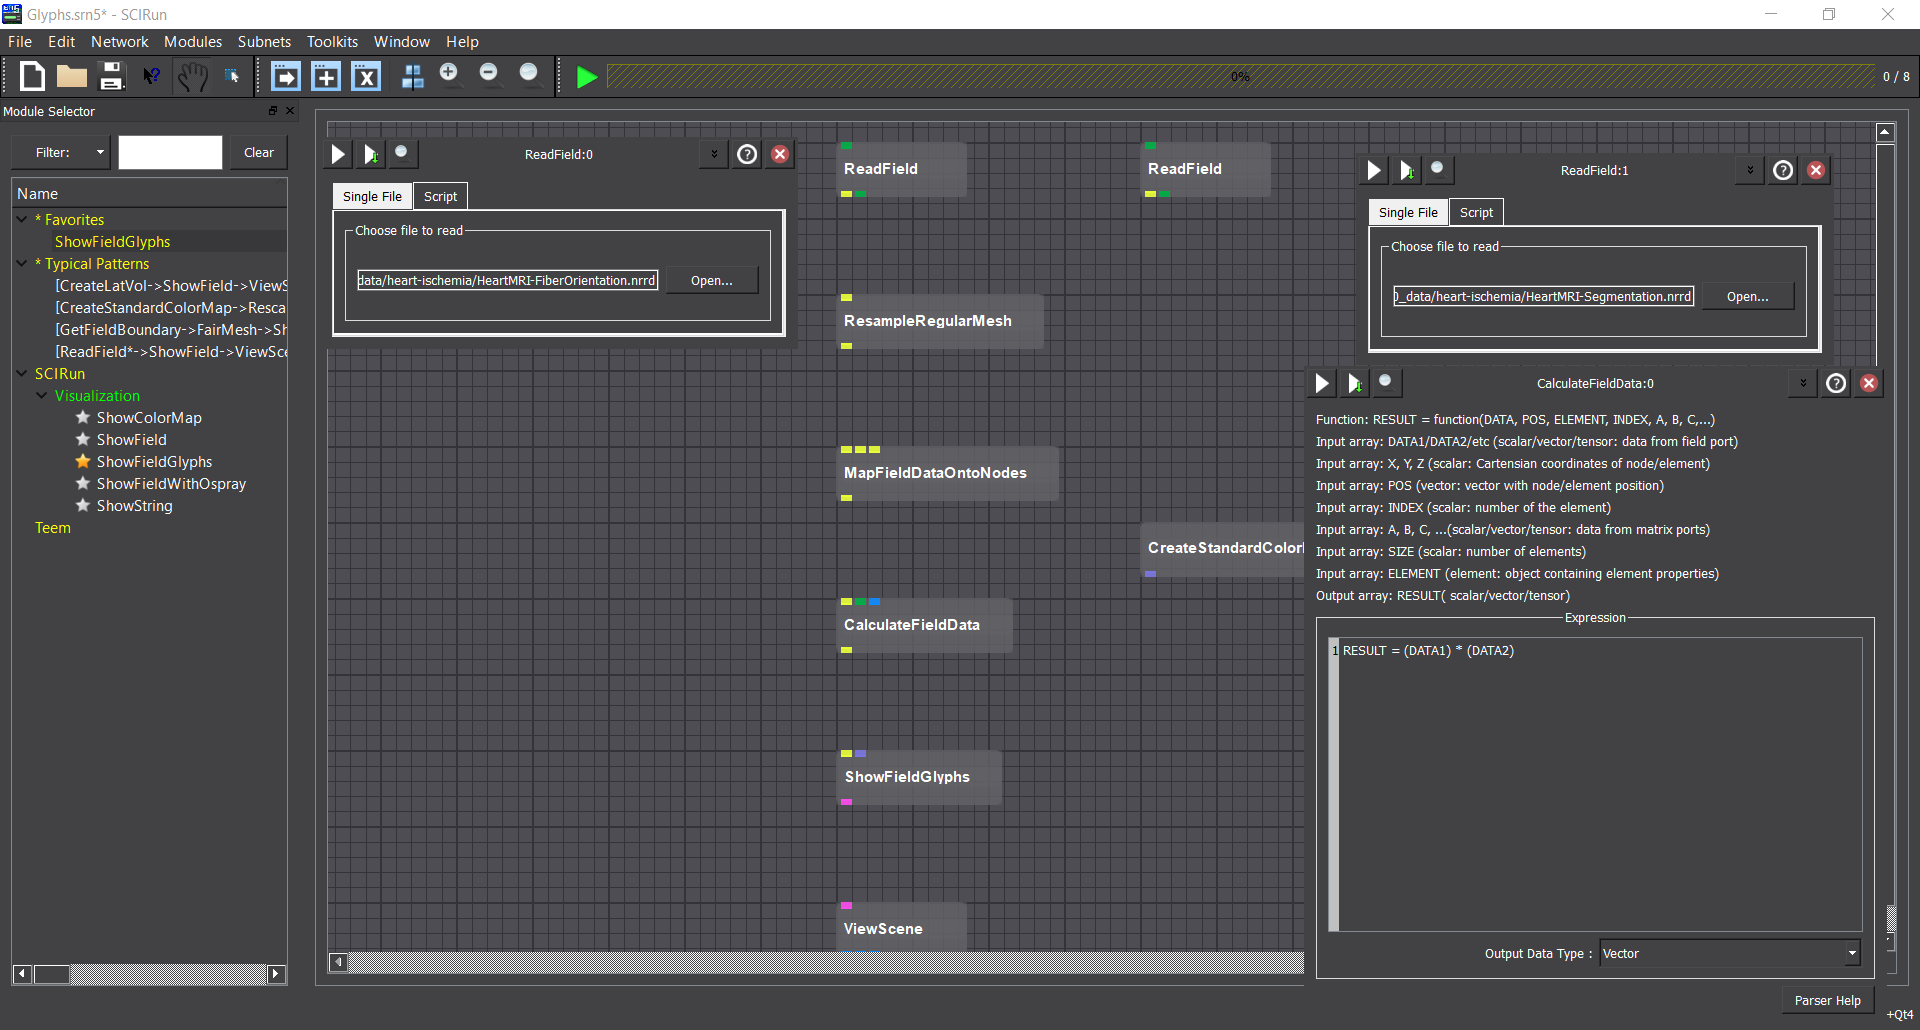 Glyphs.srn5* - SCIRun
File Edit Network Modules Subnets Toolkits Window Help
0%
0 / 8
Module Selector
Filter:
Clear
Name
* Favorites
ShowFieldGlyphs
* Typical Patterns
[CreateLatVol->ShowField->ViewS
[CreateStandardColorMap->Resca
[GetFieldBoundary->FairMesh->Sh
[ReadField*->ShowField->ViewSce
SCIRun
Visualization
ShowColorMap
ShowField
ShowFieldGlyphs
ShowFieldWithOspray
ShowString
Teem
ReadField:0
Single File Script
Choose file to read
data/heart-ischemia/HeartMRI-FiberOrientation.nrrd
Open...
ReadField
ReadField
ResampleRegularMesh
MapFieldDataOntoNodes
CreateStandardColor
CalculateFieldData
ShowFieldGlyphs
ViewScene
ReadField:1
Single File Script
Choose file to read
0_data/heart-ischemia/HeartMRI-Segmentation.nrrd
Open...
CalculateFieldData:0
Function: RESULT = function(DATA, POS, ELEMENT, INDEX, A, B, C,...)
Input array: DATA1/DATA2/etc (scalar/vector/tensor: data from field port)
Input array: X, Y, Z (scalar: Cartensian coordinates of node/element)
Input array: POS (vector: vector with node/element position)
Input array: INDEX (scalar: number of the element)
Input array: A, B, C, ...(scalar/vector/tensor: data from matrix ports)
Input array: SIZE (scalar: number of elements)
Input array: ELEMENT (element: object containing element properties)
Output array: RESULT( scalar/vector/tensor)
Expression
1 RESULT = (DATA1) * (DATA2)
Output Data Type : Vector
Parser Help
+Qt4